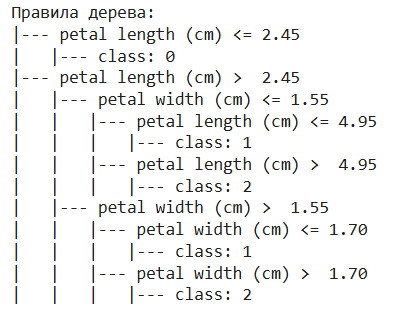 Правила дерева:
|--- petal length (cm) <= 2.45
|   |--- class: 0
|--- petal length (cm) >  2.45
|   |--- petal width (cm) <= 1.55
|   |   |--- petal length (cm) <= 4.95
|   |   |   |--- class: 1
|   |   |--- petal length (cm) >  4.95
|   |   |   |--- class: 2
|   |--- petal width (cm) >  1.55
|   |   |--- petal width (cm) <= 1.70
|   |   |   |--- class: 1
|   |   |--- petal width (cm) >  1.70
|   |   |   |--- class: 2